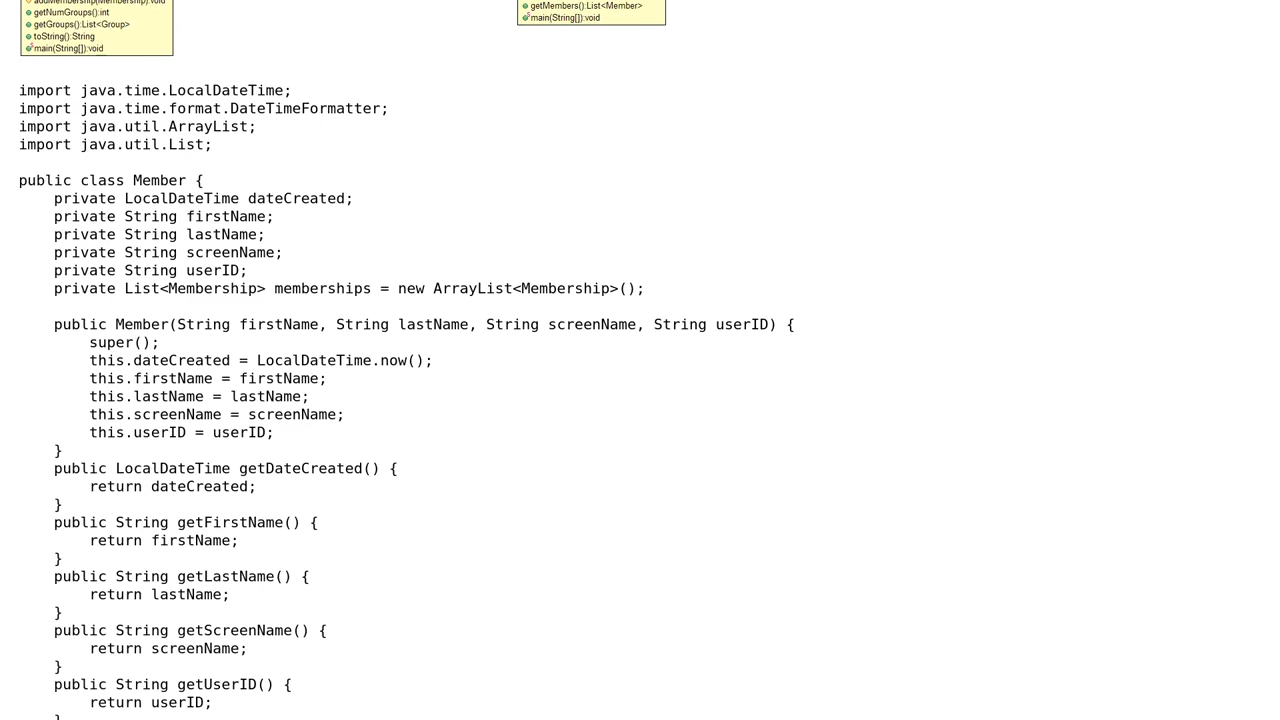 addMembership(Membership):void
getNumGroups():int
getGroups():List<Group>
toString():String
main(String[]):void
getMembers():List<Member>
main(String[]):void
import java.time.LocalDateTime;
import java.time.format.DateTimeFormatter;
import java.util.ArrayList;
import java.util.List;
public class Member {
    private LocalDateTime dateCreated;
    private String firstName;
    private String lastName;
    private String screenName;
    private String userID;
    private List<Membership> memberships = new ArrayList<Membership>();
    public Member(String firstName, String lastName, String screenName, String userID) {
        super();
        this.dateCreated = LocalDateTime.now();
        this.firstName = firstName;
        this.lastName = lastName;
        this.screenName = screenName;
        this.userID = userID;
    }
    public LocalDateTime getDateCreated() {
        return dateCreated;
    }
    public String getFirstName() {
        return firstName;
    }
    public String getLastName() {
        return lastName;
    }
    public String getScreenName() {
        return screenName;
    }
    public String getUserID() {
        return userID;
    }